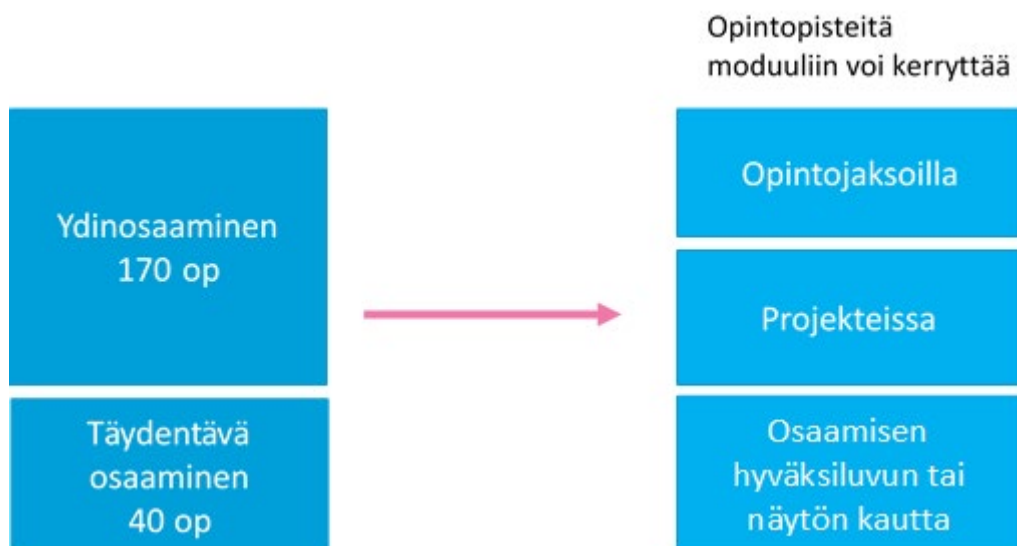 Opintopisteitä
moduuliin voi kerryttää
Ydinosaaminen
170 op
Täydentävä
osaaminen
40 op
Opintojaksoilla
Projekteissa
Osaamisen
hyväksiluvun tai
näytön kautta